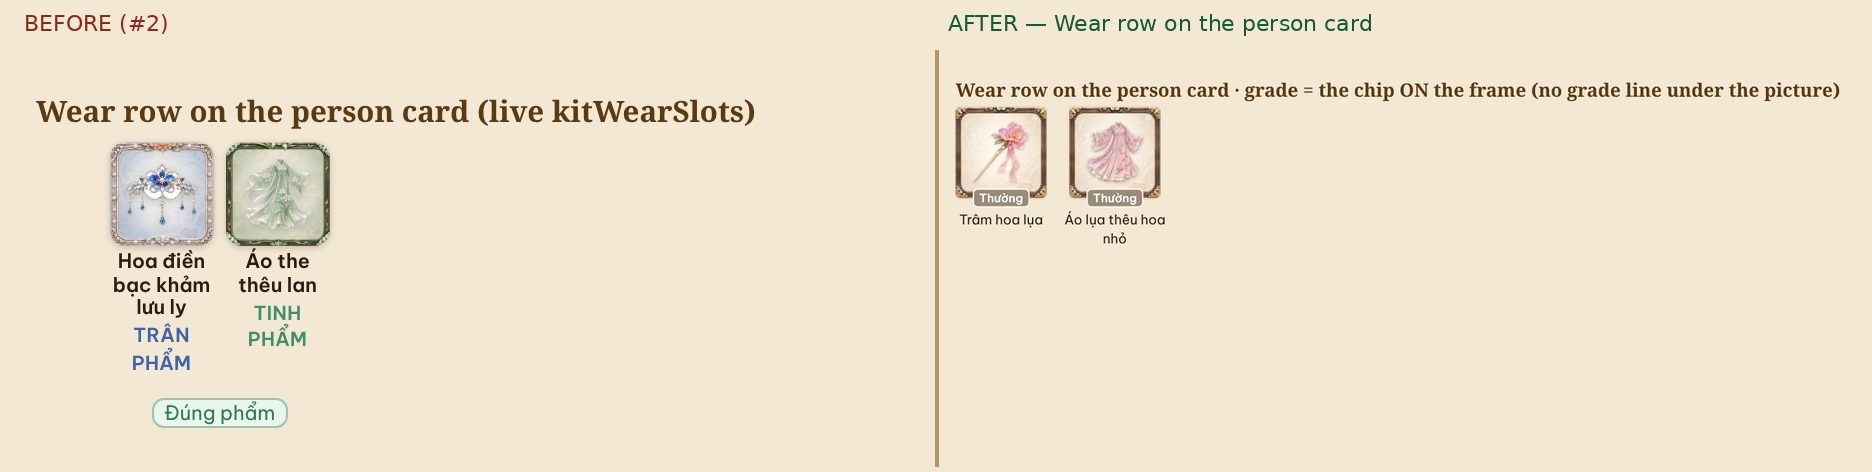 BEFORE (#2)
Wear row on the person card (live kitWearSlots)
Hoa điền
bạc khảm
lưu ly
TRÂN
PHẨM
Áo the
thêu lan
TINH
PHẨM
Đúng phẩm
AFTER — Wear row on the person card
Wear row on the person card · grade = the chip ON the frame (no grade line under the picture)
Thường
Trâm hoa lụa
Thường
Áo lụa thêu hoa
nhỏ